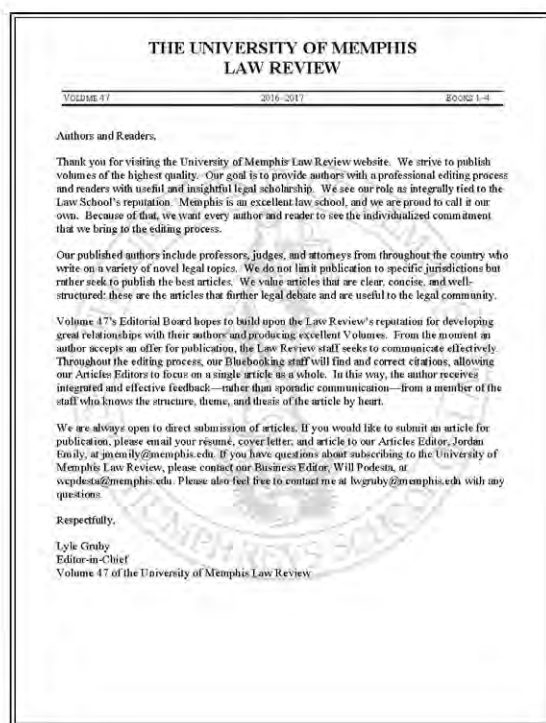 THE UNIVERSITY OF MEMPHIS
LAW REVIEW
VOLUME 47 2016-2017 BOOKS 1-4
Authors and Readers,
Thank you for visiting the University of Memphis Law Review website. We strive to publish
volumes of the highest quality. Our goal is to provide authors with a professional editing process
and readers with useful and insightful legal scholarship. We see our role as integrally tied to the
Law School's reputation. Memphis is an excellent law school, and we are proud to call it our
own. Because of that, we want every author and reader to see the individualized commitment
that we bring to the editing process.
Our published authors include professors, judges, and attorneys from throughout the country who
write on a variety of novel legal topics. We do not limit publication to specific jurisdictions but
rather seek to publish the best articles. We value articles that are clear, concise, and well-
structured; these are the articles that further legal debate and are useful to the legal community.
Volume 47's Editorial Board hopes to build upon the Law Review's reputation for developing
great relationships with their authors and producing excellent Volumes. From the moment an
author accepts an offer for publication, the Law Review staff seeks to communicate effectively.
Throughout the editing process, our Bluebooking staff will find and correct citations, allowing
our Articles Editors to focus on a single article as a whole. In this way, the author receives
integrated and effective feedback—rather than sporadic communication—from a member of the
staff who knows the structure, theme, and thesis of the article by heart.
We are always open to direct submission of articles. If you would like to submit an article for
publication, please email your résumé, cover letter, and article to our Articles Editor, Jordan
Emily, at jmemily@memphis.edu. If you have questions about subscribing to the University of
Memphis Law Review, please contact our Business Editor, Will Podesta, at
wcpdesta@memphis.edu. Please also feel free to contact me at lwgruby@memphis.edu with any
questions.
Respectfully,
Lyle Gruby
Editor-in-Chief
Volume 47 of the University of Memphis Law Review